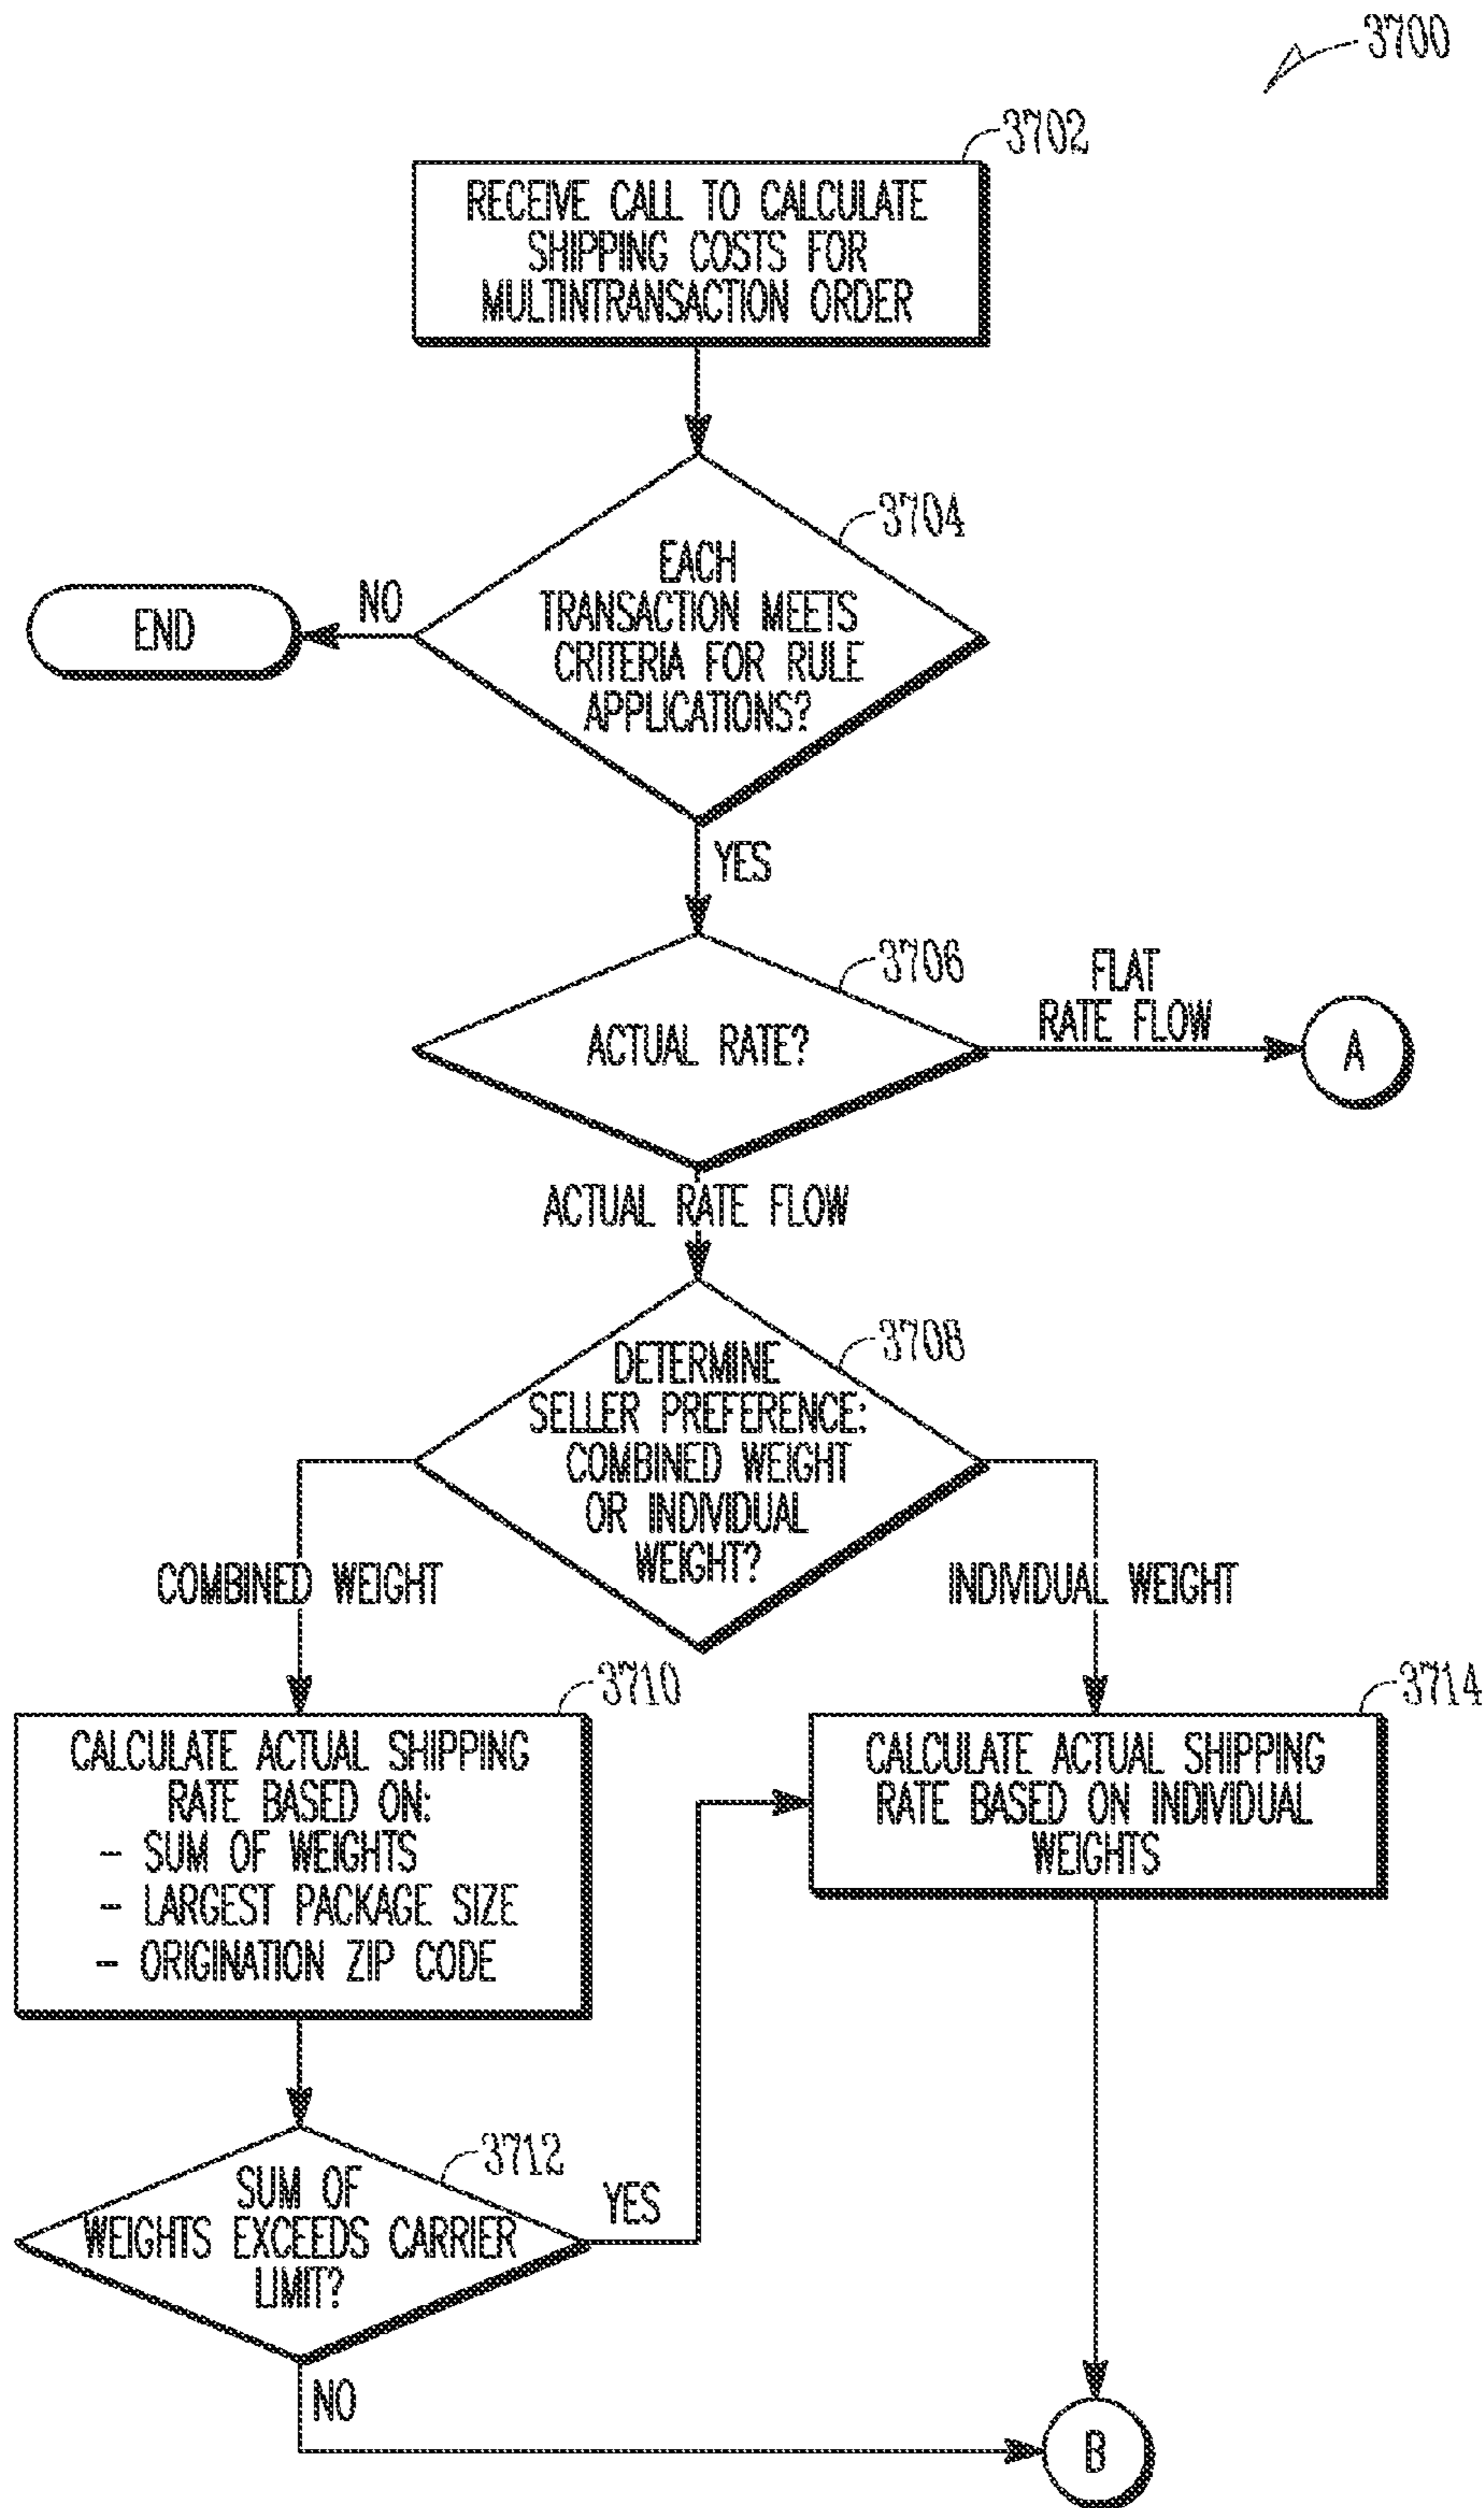 3700
3702
RECEIVE CALL TO CALCULATE
SHIPPING COSTS FOR
MULTINTRANSACTION ORDER
3704
EACH
TRANSACTION MEETS
CRITERIA FOR RULE
APPLICATIONS?
NO
END
YES
3706
ACTUAL RATE?
FLAT
RATE FLOW
A
ACTUAL RATE FLOW
3708
DETERMINE
SELLER PREFERENCE:
COMBINED WEIGHT
OR INDIVIDUAL
WEIGHT?
COMBINED WEIGHT
INDIVIDUAL WEIGHT
3710
CALCULATE ACTUAL SHIPPING
RATE BASED ON:
- SUM OF WEIGHTS
- LARGEST PACKAGE SIZE
- ORIGINATION ZIP CODE
3714
CALCULATE ACTUAL SHIPPING
RATE BASED ON INDIVIDUAL
WEIGHTS
3712
SUM OF
WEIGHTS EXCEEDS CARRIER
LIMIT?
YES
NO
B